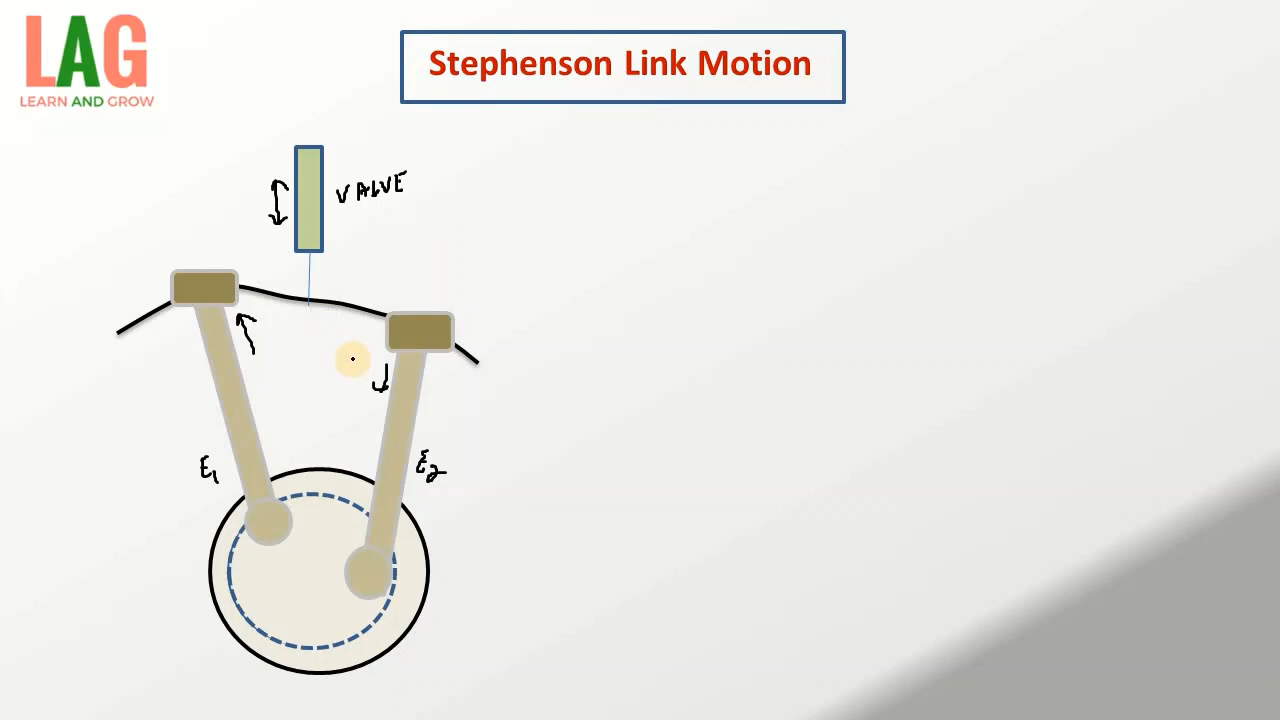 LAG
LEARN AND GROW
Stephenson Link Motion
VALVE
E1
E2